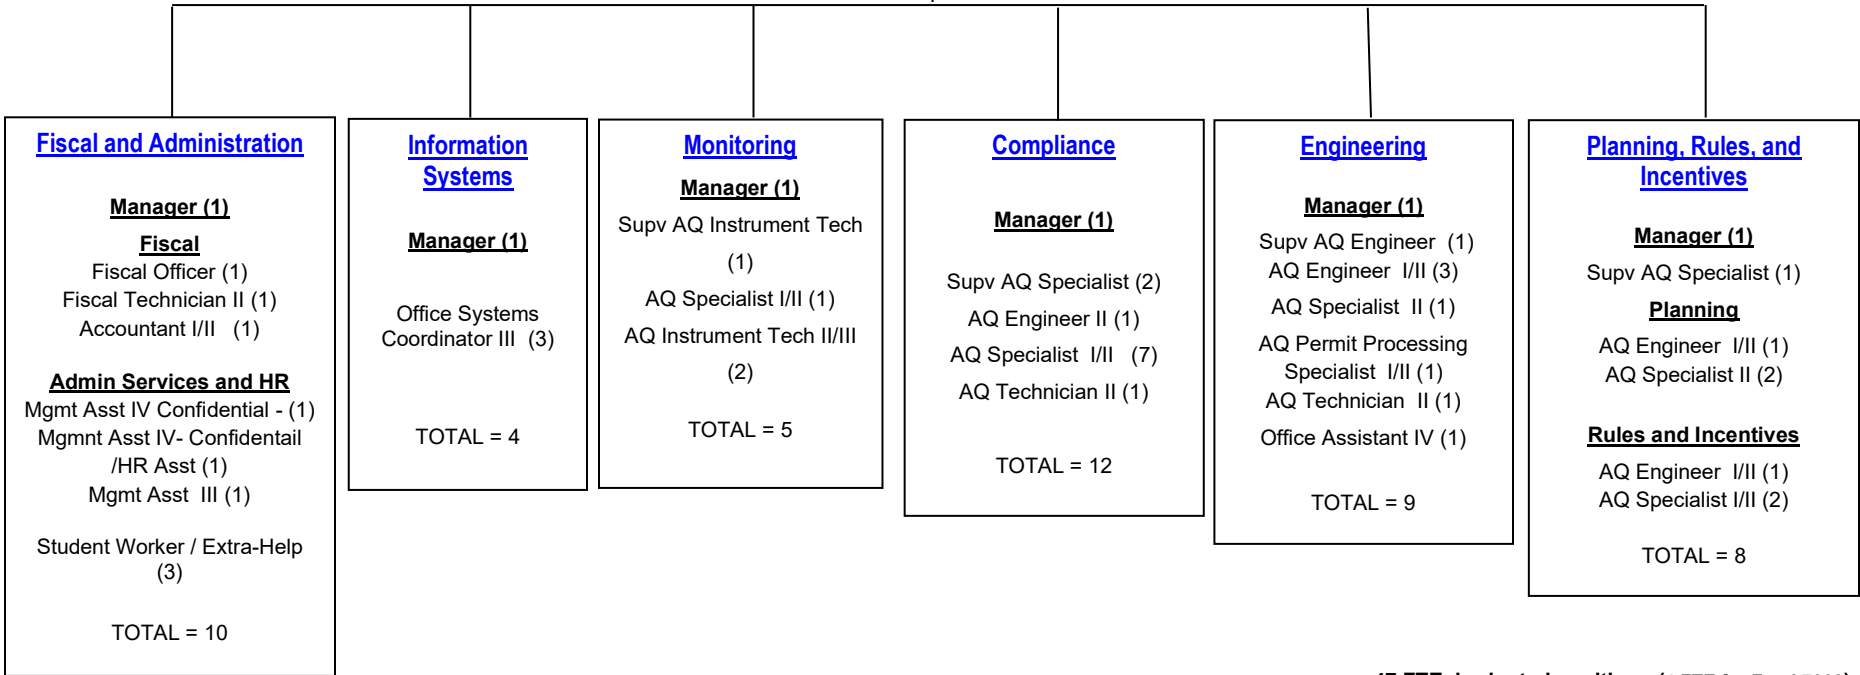 Fiscal and Administration
Manager (1)
Fiscal
Fiscal Officer (1)
Fiscal Technician II (1)
Accountant I/II (1)
Admin Services and HR
Mgmt Asst IV Confidential - (1)
Mgmnt Asst IV- Confidentail
/HR Asst (1)
Mgmt Asst III (1)
Student Worker / Extra-Help
(3)
TOTAL = 10
Information
Systems
Manager (1)
Office Systems
Coordinator III (3)
TOTAL = 4
Monitoring
Manager (1)
Supv AQ Instrument Tech
(1)
AQ Specialist I/II (1)
AQ Instrument Tech II/III
(2)
TOTAL = 5
Compliance
Manager (1)
Supv AQ Specialist (2)
AQ Engineer II (1)
AQ Specialist I/II (7)
AQ Technician II (1)
TOTAL = 12
Engineering
Manager (1)
Supv AQ Engineer (1)
AQ Engineer I/II (3)
AQ Specialist II (1)
AQ Permit Processing
Specialist I/II (1)
AQ Technician II (1)
Office Assistant IV (1)
TOTAL = 9
Planning, Rules, and
Incentives
Manager (1)
Supv AQ Specialist (1)
Planning
AQ Engineer I/II (1)
AQ Specialist II (2)
Rules and Incentives
AQ Engineer I/II (1)
AQ Specialist I/II (2)
TOTAL = 8